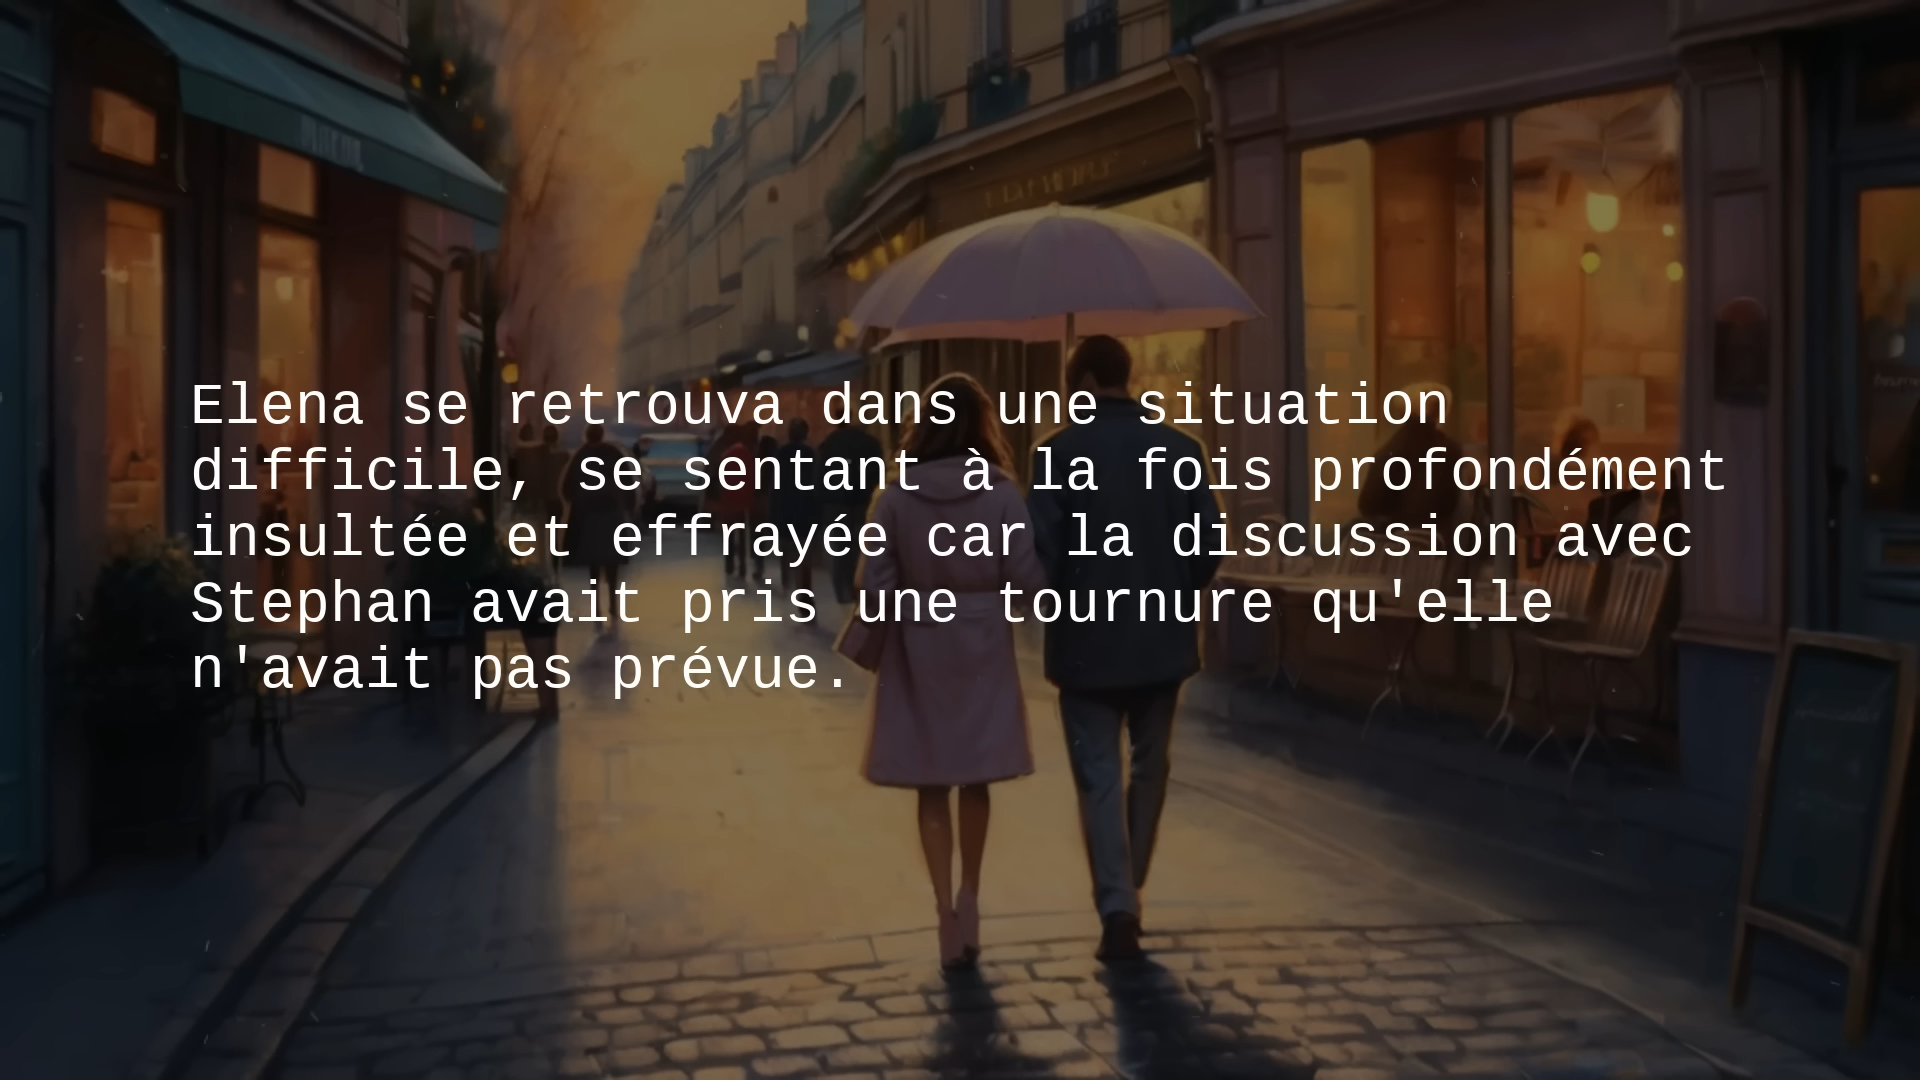 Elena se retrouva dans une situation
difficile, se sentant à la fois profondément
insultée et effrayée car la discussion avec
Stephan avait pris une tournure qu'elle
n'avait pas prévue.